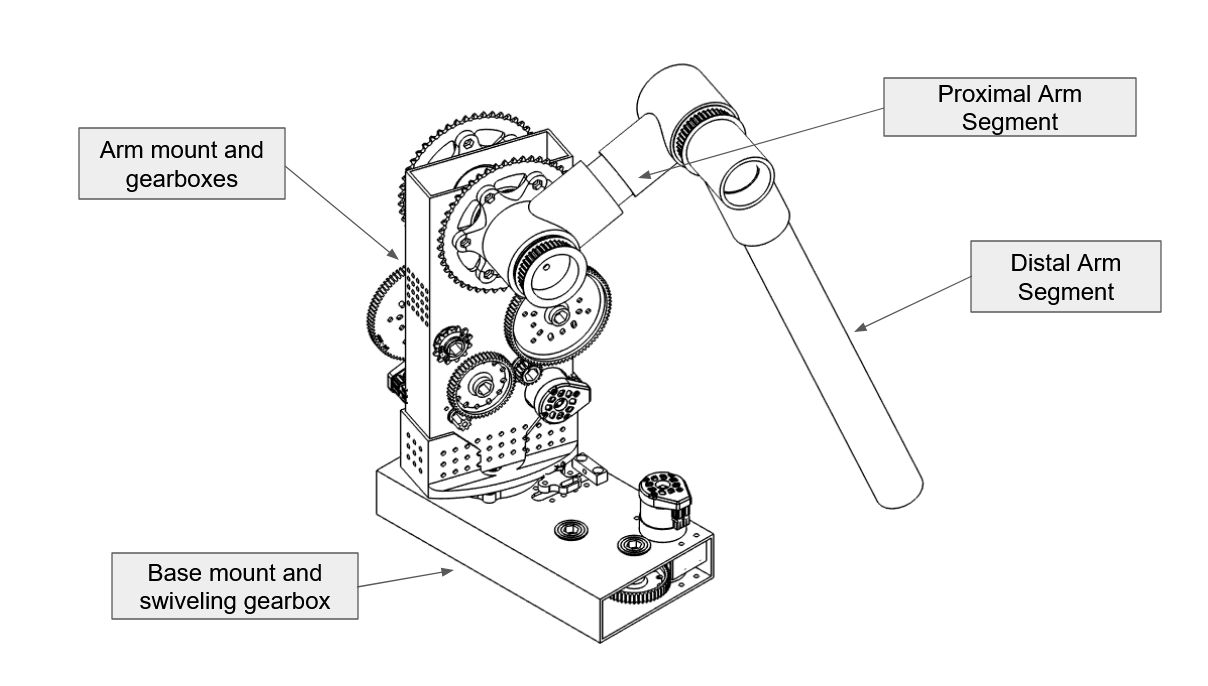 Proximal Arm
Segment
Arm mount and
gearboxes
Distal Arm
Segment
Base mount and
swiveling gearbox